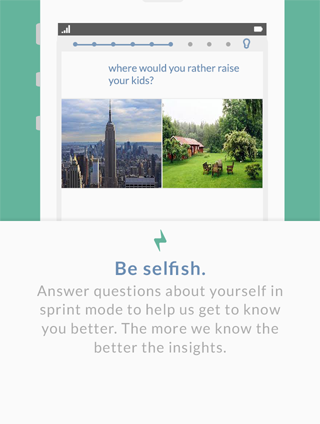 where would you rather raise
your kids?
Be selfish.
Answer questions about yourself in
sprint mode to help us get to know
you better. The more we know the
better the insights.